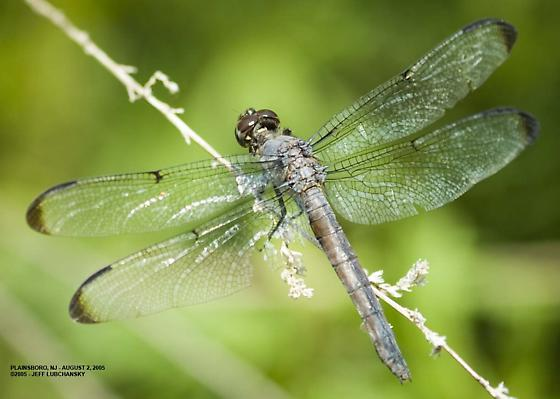 PLAINSBORO, NJ - AUGUST 2, 2005
©2005 - JEFF LUBCHANSKY